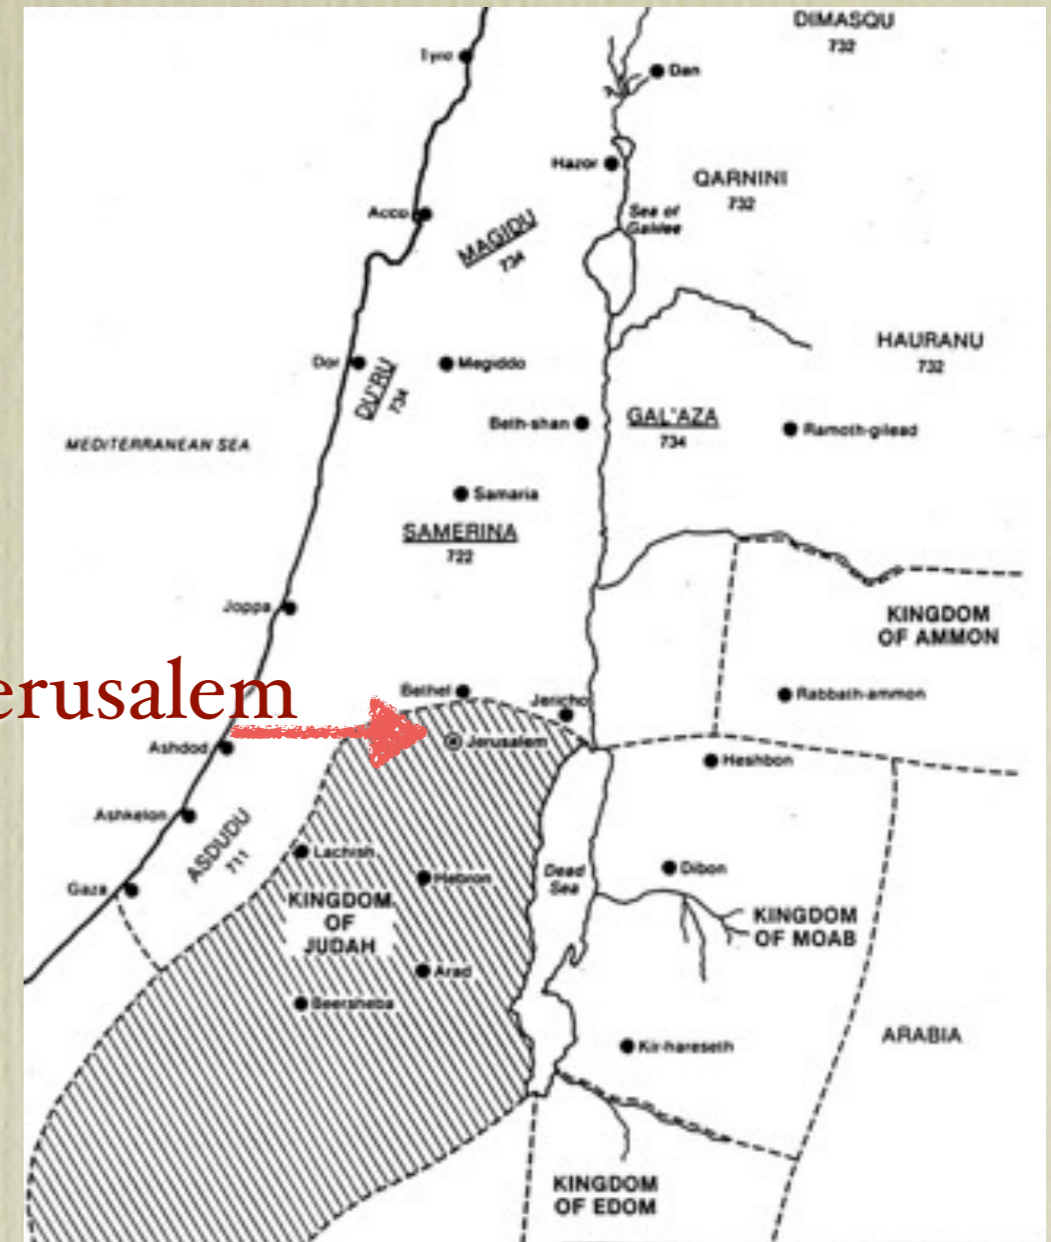 DIMASQU
732
Tyre
Dan
Hazor
QARNINI
732
Acco
Sea of
Galilee
MAGIDU
734
HAURANU
732
Dor
Megiddo
DU'RU
734
Beth-shan
GAL'AZA
734
Ramoth-gilead
MEDITERRANEAN SEA
Samaria
SAMERINA
722
Joppa
KINGDOM
OF AMMON
erusalem
Bethel
Jericho
Rabbath-ammon
Ashdod
Jerusalem
Heshbon
Ashkelon
ASDUDU
711
Lachish
Gaza
Hebron
Dead
Sea
Dibon
KINGDOM
OF
JUDAH
KINGDOM
OF MOAB
Arad
Beersheba
Kir-hareseth
ARABIA
KINGDOM
OF EDOM